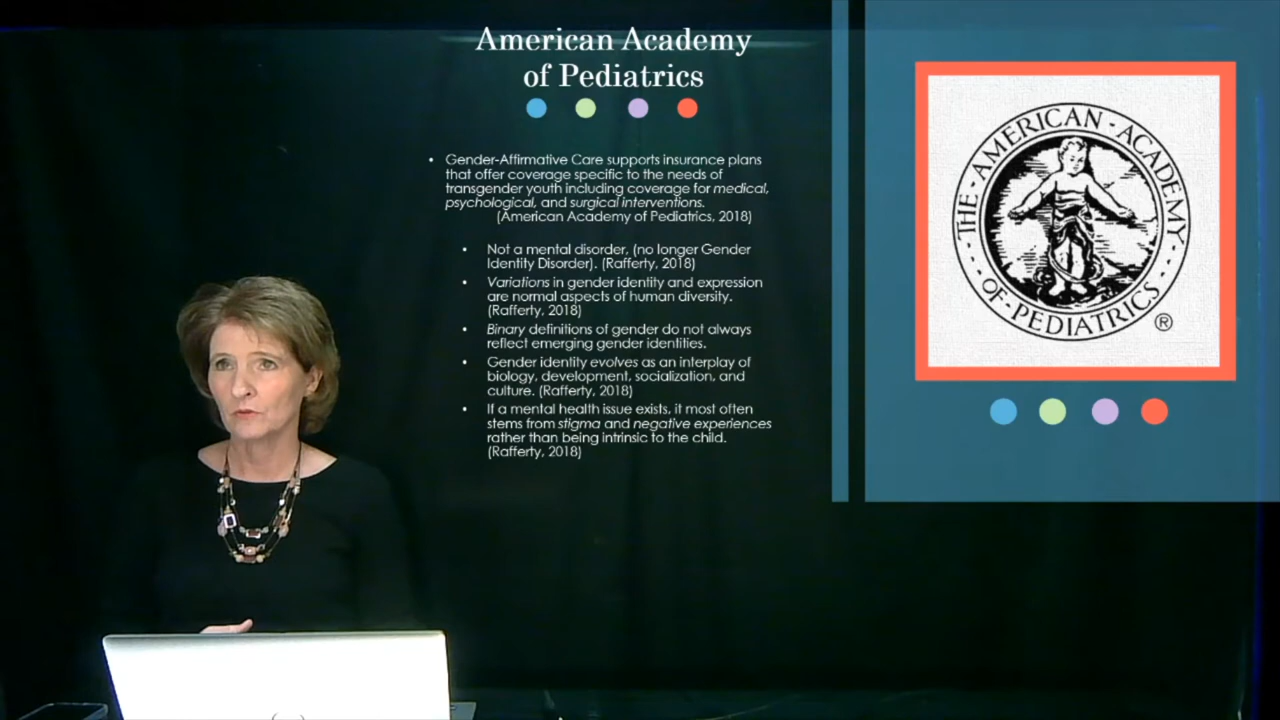 American Academy
of Pediatrics
• Gender-Affirmative Care supports insurance plans
that offer coverage specific to the needs of
transgender youth including coverage for medical,
psychological, and surgical interventions.
(American Academy of Pediatrics, 2018)
• Not a mental disorder, (no longer Gender
Identity Disorder). (Rafferty, 2018)
• Variations in gender identity and expression
are normal aspects of human diversity.
(Rafferty, 2018)
• Binary definitions of gender do not always
reflect emerging gender identities.
• Gender identity evolves as an interplay of
biology, development, socialization, and
culture. (Rafferty, 2018)
• If a mental health issue exists, it most often
stems from stigma and negative experiences
rather than being intrinsic to the child.
(Rafferty, 2018)
THE · AMERICAN · ACADEMY · OF · PEDIATRICS ®